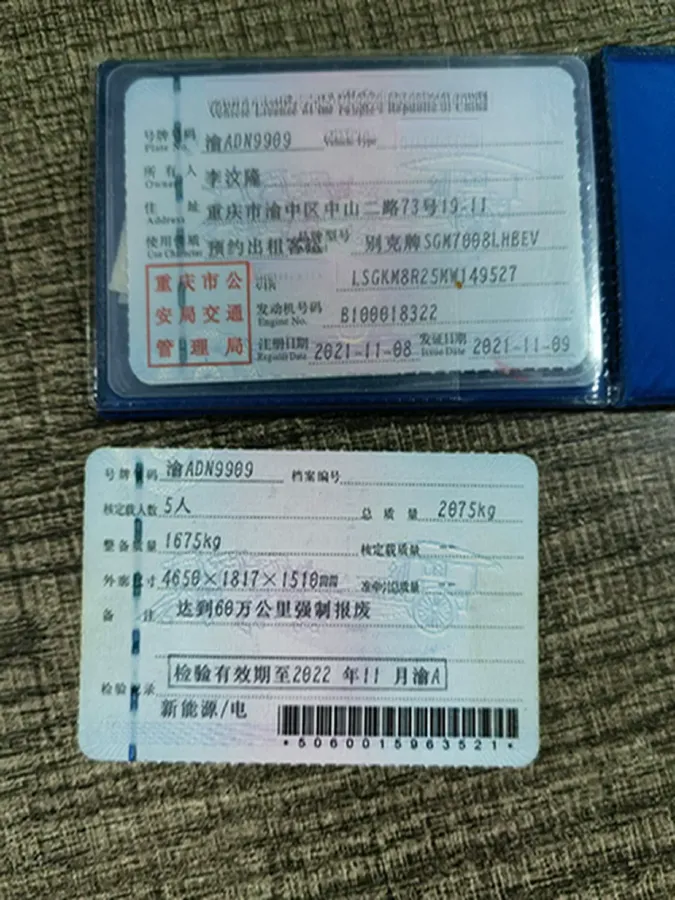 Vehicle License of the People's Republic of China
号牌号码 渝ADN9909 Vehicle Type
Plate No.
所有人 李汶隆
Owner
住址 重庆市渝中区中山二路73号19-11
Address
使用性质 预约出租客运 品牌型号 别克牌SGM7008LHBEV
Use Character
重庆市公安局交通管理局
VIN LSGKM8R25MW149527
发动机号码 B100018322
Engine No.
注册日期 2021-11-08 发证日期 2021-11-09
Register Date Issue Date
号牌号码 渝ADN9909 档案编号
核定载人数 5人 总质量 2075kg
整备质量 1675kg 核定载质量 --
外廓尺寸 4650×1817×1510mm 准牵引总质量 --
备注 达到60万公里强制报废
检验有效期至2022年11月渝A
检验记录
新能源/电
*5060015963521*